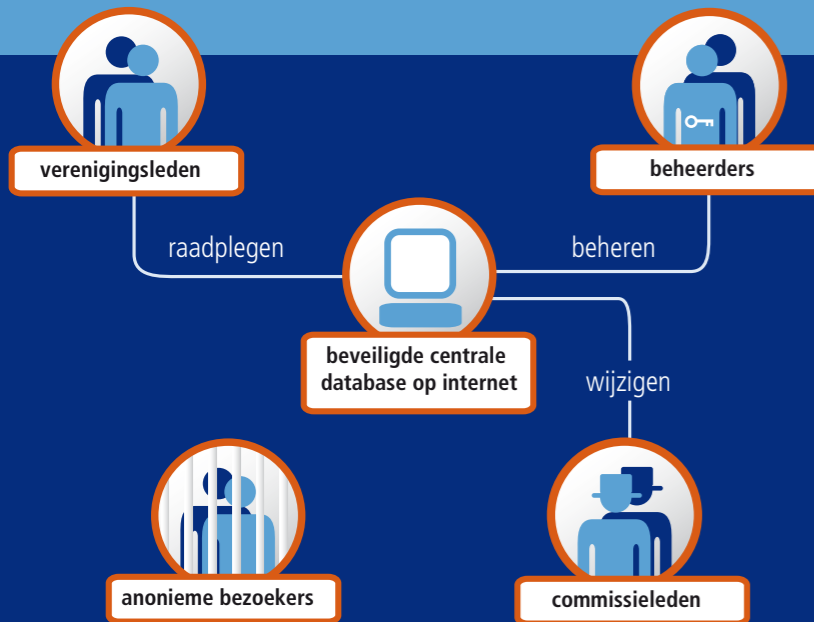 verenigingsleden
beheerders
raadplegen
beheren
beveiligde centrale
database op internet
wijzigen
anonieme bezoekers
commissieleden